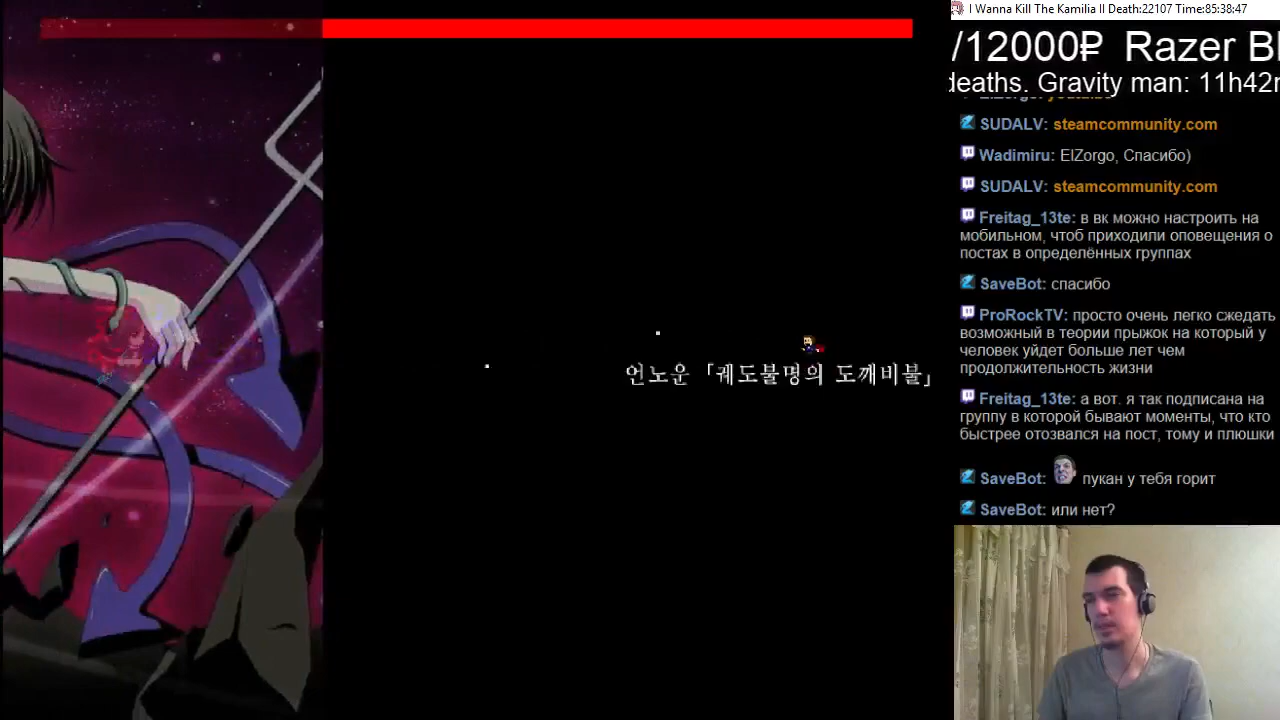 I Wanna Kill The Kamilia II Death:22107 Time:85:38:47
/12000₽ Razer Bl
deaths. Gravity man: 11h42m
SUDALV: steamcommunity.com
Wadimiru: ElZorgo, Спасибо)
SUDALV: steamcommunity.com
Freitag_13te: в вк можно настроить на
мобильном, чтоб приходили оповещения о
постах в определённых группах
SaveBot: спасибо
ProRockTV: просто очень легко сжедать
возможный в теории прыжок на который у
человек уйдет больше лет чем
продолжительность жизни
Freitag_13te: а вот. я так подписана на
группу в которой бывают моменты, что кто
быстрее отозвался на пост, тому и плюшки
SaveBot: пукан у тебя горит
SaveBot: или нет?
언노운「궤도불명의 도깨비불」